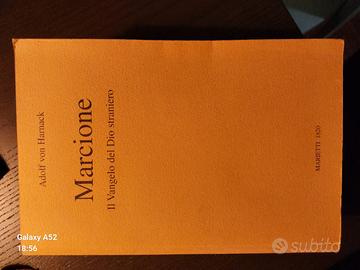 Adolf von Harnack
Marcione
Il Vangelo del Dio straniero
MARIETTI 1820
Galaxy A52
18:56
subito